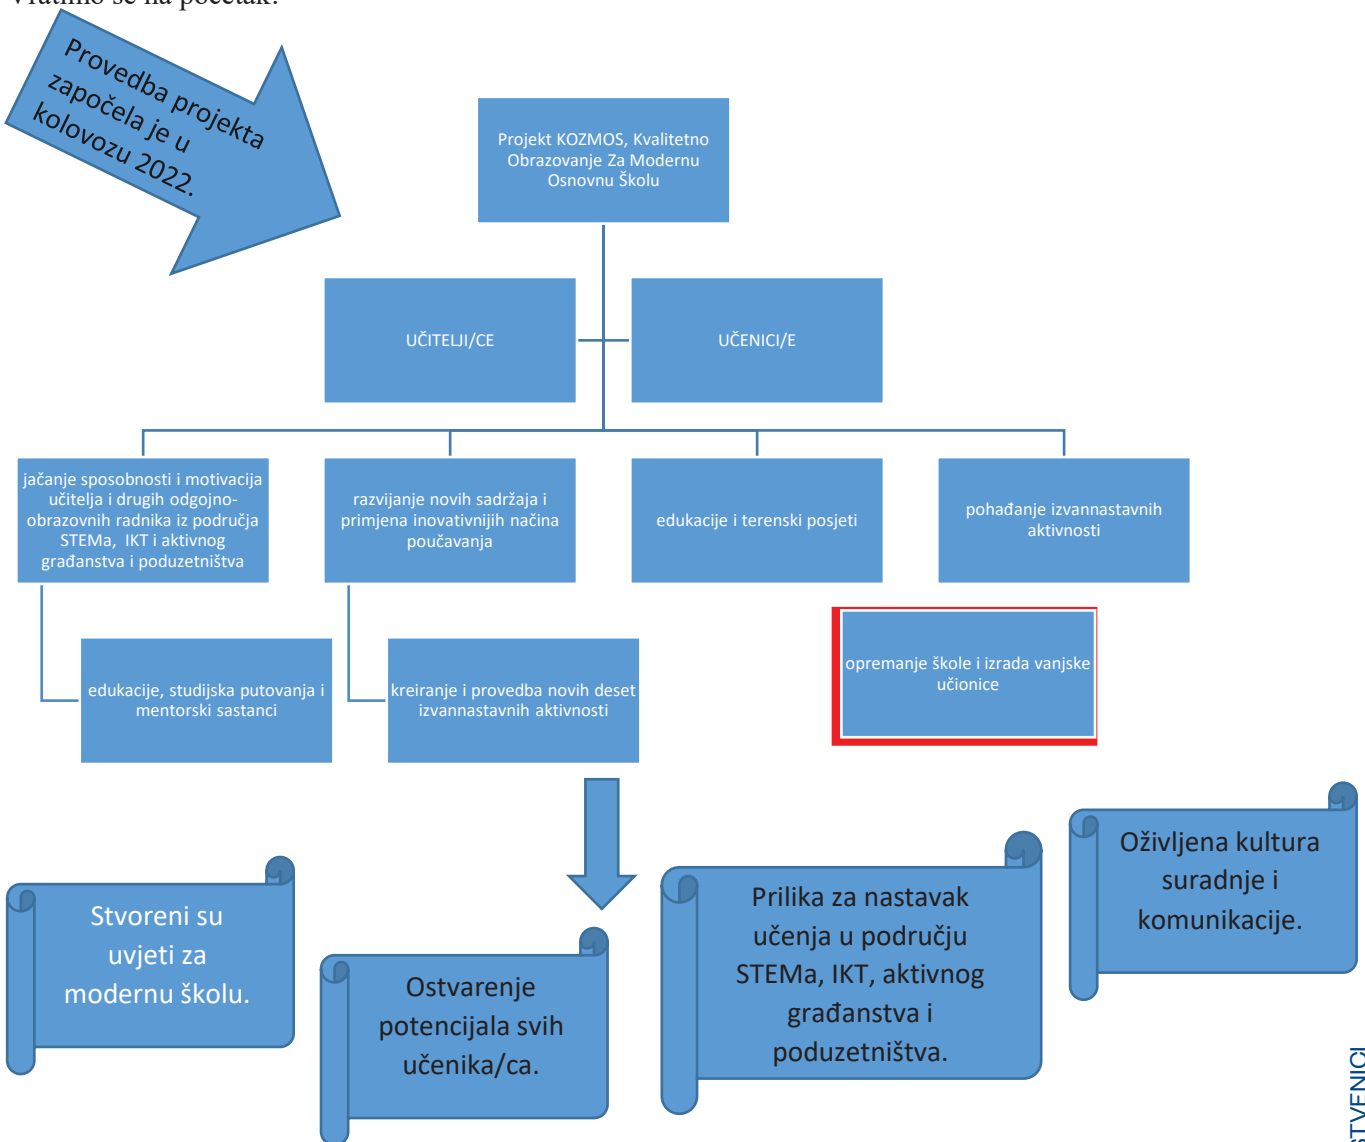 Vratimo se na početak:
Provedba projekta
započela je u
kolovozu 2022.
Projekt KOZMOS, Kvalitetno
Obrazovanje Za Modernu
Osnovnu Školu
UČITELJI/CE
UČENICI/E
jačanje sposobnosti i motivacija
učitelja i drugih odgojno-
obrazovnih radnika iz područja
STEMa, IKT i aktivnog
građanstva i poduzetništva
razvijanje novih sadržaja i
primjena inovativnijih načina
poučavanja
edukacije i terenski posjeti
pohađanje izvannastavnih
aktivnosti
edukacije, studijska putovanja i
mentorski sastanci
kreiranje i provedba novih deset
izvannastavnih aktivnosti
opremanje škole i izrada vanjske
učionice
Stvoreni su
uvjeti za
modernu školu.
Ostvarenje
potencijala svih
učenika/ca.
Prilika za nastavak
učenja u području
STEMa, IKT, aktivnog
građanstva i
poduzetništva.
Oživljena kultura
suradnje i
komunikacije.